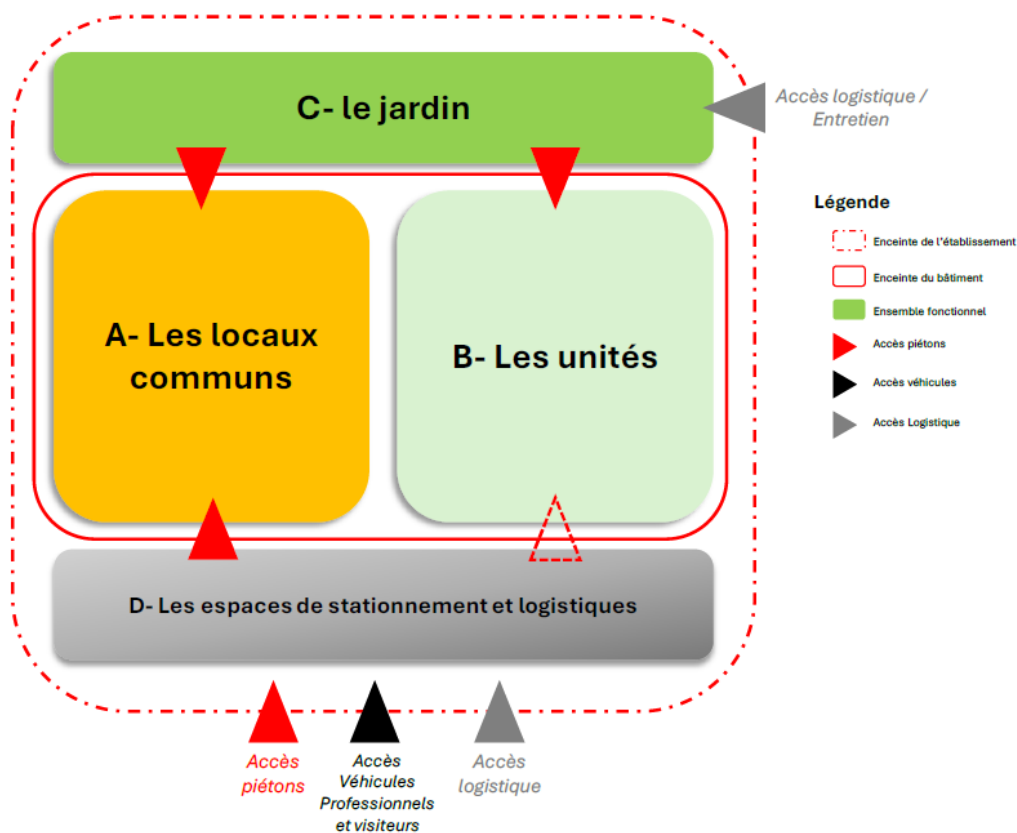 C- le jardin
Accès logistique /
Entretien
Légende
Enceinte de l'établissement
Enceinte du bâtiment
Ensemble fonctionnel
Accès piétons
Accès véhicules
Accès Logistique
A- Les locaux
communs
B- Les unités
D- Les espaces de stationnement et logistiques
Accès
piétons
Accès
Véhicules
Professionnels
et visiteurs
Accès
logistique